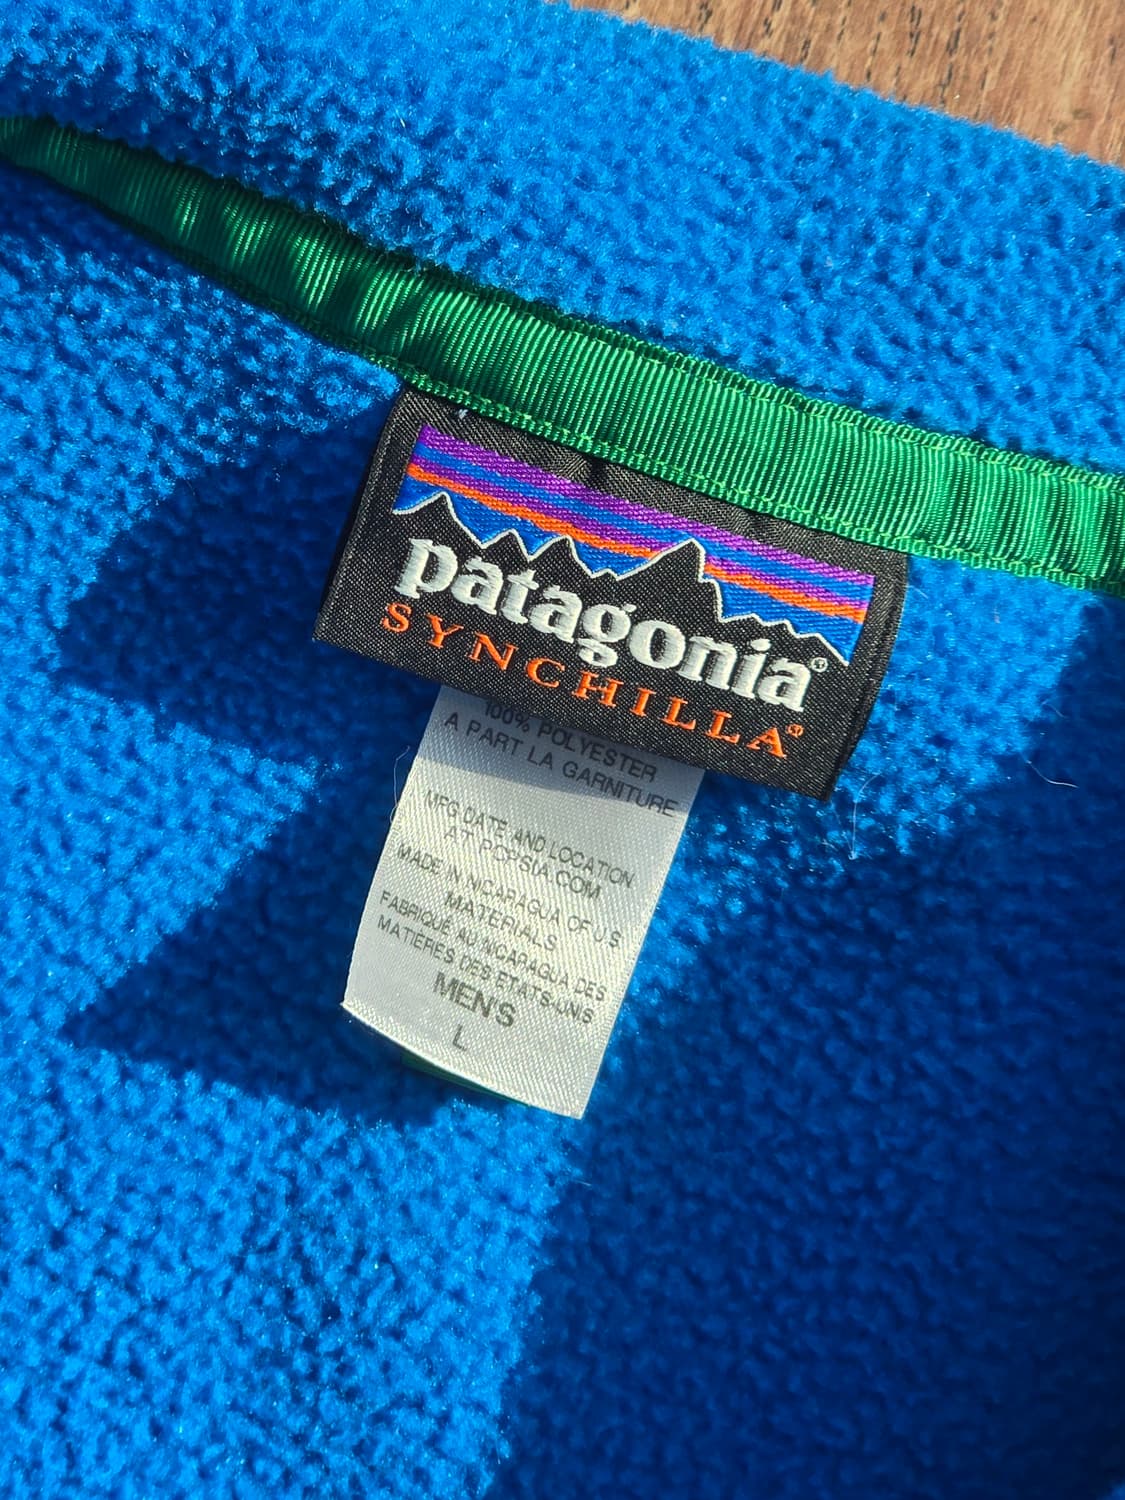 patagonia®
SYNCHILLA®
100% POLYESTER
A PART LA GARNITURE
MFG DATE AND LOCATION
AT PCPSIA.COM
MADE IN NICARAGUA OF U.S
MATERIALS
FABRIQUÉ AU NICARAGUA DES
MATIERES DES ETATS-UNIS
MEN'S
L